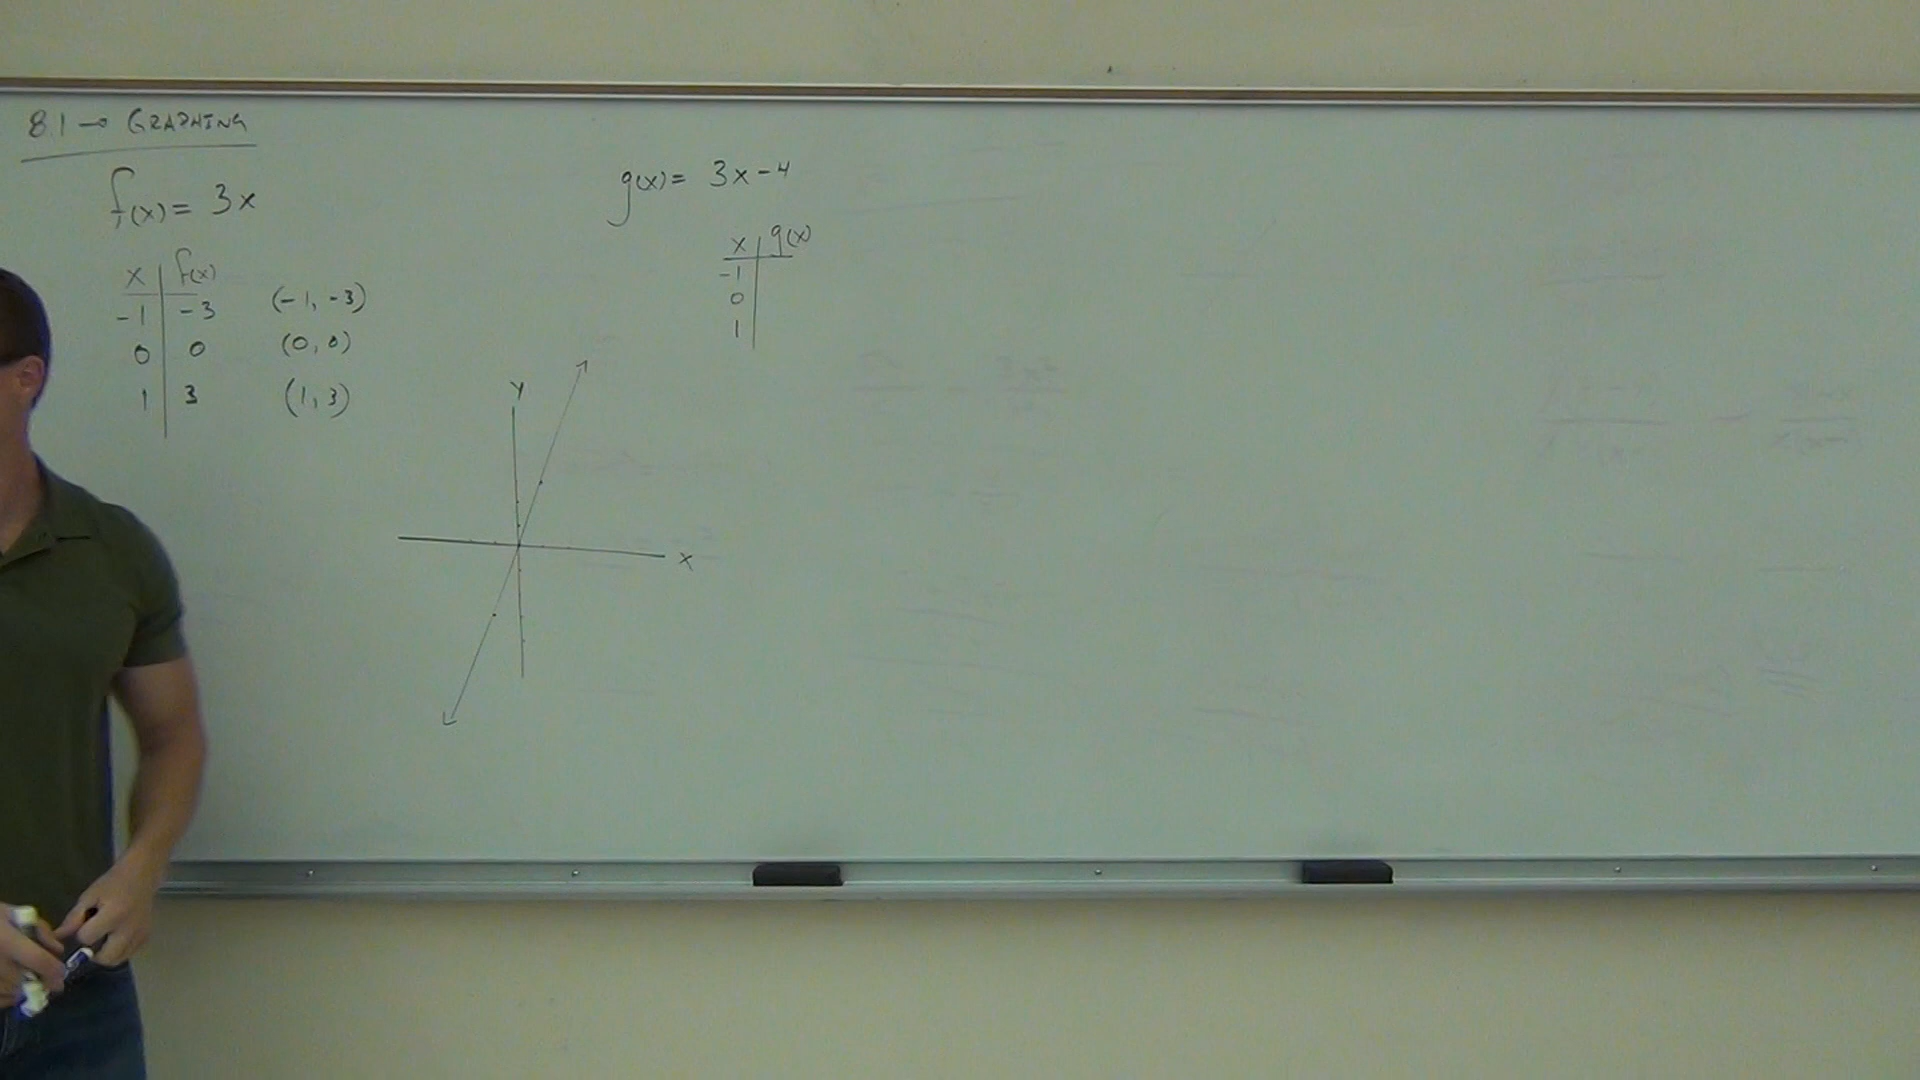 8.1 → GRAPHING
f(x) = 3x
x | f(x)
-1 | -3 (-1, -3)
0 | 0 (0, 0)
1 | 3 (1, 3)
g(x) = 3x-4
x | g(x)
-1
0
1
y
x